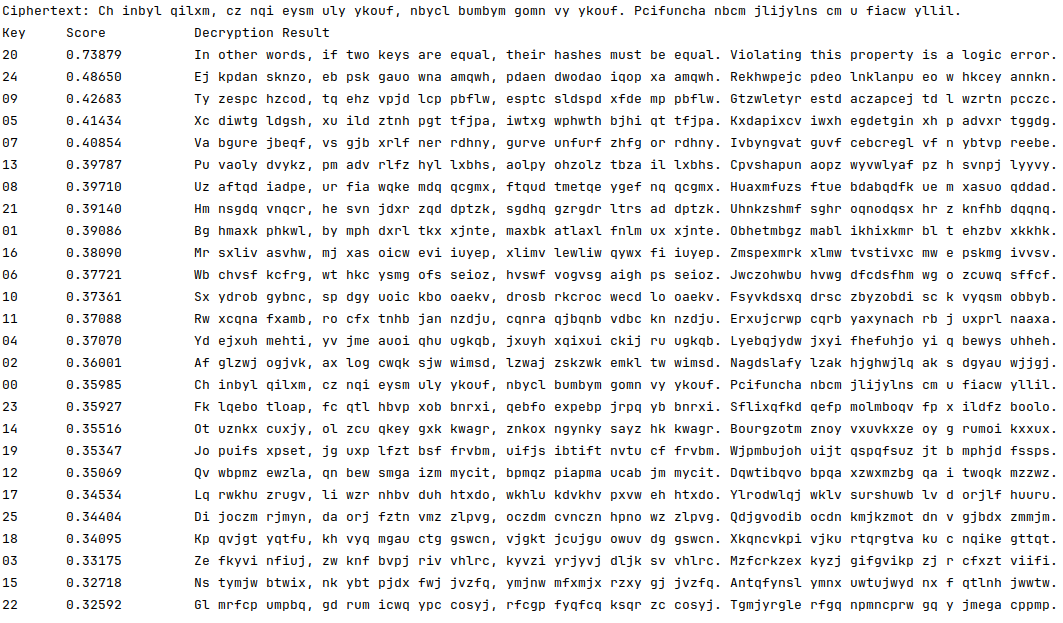 Ciphertext: Ch inbyl qilxm, cz nqi eysm uly ykouf, nbycl bumbym gomn vy ykouf. Pcifuncha nbcm jlijylns cm u fiacw yllil.
Key Score Decryption Result
20 0.73879 In other words, if two keys are equal, their hashes must be equal. Violating this property is a logic error.
24 0.48650 Ej kpdan sknzo, eb psk gauo wna amqwh, pdaen dwodao iqop xa amqwh. Rekhwpejc pdeo lnklanpu eo w hkcey annkn.
09 0.42683 Ty zespc hzcod, tq ehz vpjd lcp pbflw, esptc sldspd xfde mp pbflw. Gtzwletyr estd aczapcej td l wzrtn pcczc.
05 0.41434 Xc diwtg ldgsh, xu ild ztnh pgt tfjpa, iwtxg wphwth bjhi qt tfjpa. Kxdapixcv iwxh egdetgin xh p advxr tggdg.
07 0.40854 Va bgure jbeqf, vs gjb xrlf ner rdhny, gurve unfurf zhfg or rdhny. Ivbyngvat guvf cebcregl vf n ybtvp reebe.
13 0.39787 Pu vaoly dvykz, pm adv rlfz hyl lxbhs, aolpy ohzolz tbza il lxbhs. Cpvshapun aopz wyvwlyaf pz h svnpj lyyvy.
08 0.39710 Uz aftqd iadpe, ur fia wqke mdq qcgmx, ftqud tmetqe ygef nq qcgmx. Huaxmfuzs ftue bdabqdfk ue m xasuo qddad.
21 0.39140 Hm nsgdq vnqcr, he svn jdxr zqd dptzk, sgdhq gzrgdr ltrs ad dptzk. Uhnkzshmf sghr oqnodqsx hr z knfhb dqqnq.
01 0.39086 Bg hmaxk phkwl, by mph dxrl tkx xjnte, maxbk atlaxl fnlm ux xjnte. Obhetmbgz mabl ikhixkmr bl t ehzbv xkkhk.
16 0.38090 Mr sxliv asvhw, mj xas oicw evi iuyep, xlimv lewliw qywx fi iuyep. Zmspexmrk xlmw tvstivxc mw e pskmg ivvsv.
06 0.37721 Wb chvsf kcfrg, wt hkc ysmg ofs seioz, hvswf vogvsg aigh ps seioz. Jwczohwbu hvwg dfcdsfhm wg o zcuwq sffcf.
10 0.37361 Sx ydrob gybnc, sp dgy uoic kbo oaekv, drosb rkcroc wecd lo oaekv. Fsyvkdsxq drsc zbyzobdi sc k vyqsm obbyb.
11 0.37088 Rw xcqna fxamb, ro cfx tnhb jan nzdju, cqnra qjbqnb vdbc kn nzdju. Erxujcrwp cqrb yaxynach rb j uxprl naaxa.
04 0.37070 Yd ejxuh mehti, yv jme auoi qhu ugkqb, jxuyh xqixui ckij ru ugkqb. Lyebqjydw jxyi fhefuhjo yi q bewys uhheh.
02 0.36001 Af glzwj ogjvk, ax log cwqk sjw wimsd, lzwaj zskzwk emkl tw wimsd. Nagdslafy lzak hjghwjlq ak s dgyau wjjgj.
00 0.35985 Ch inbyl qilxm, cz nqi eysm uly ykouf, nbycl bumbym gomn vy ykouf. Pcifuncha nbcm jlijylns cm u fiacw yllil.
23 0.35927 Fk lqebo tloap, fc qtl hbvp xob bnrxi, qebfo expebp jrpq yb bnrxi. Sflixqfkd qefp molmboqv fp x ildfz boolo.
14 0.35516 Ot uznkx cuxjy, ol zcu qkey gxk kwagr, znkox ngynky sayz hk kwagr. Bourgzotm znoy vxuvkxze oy g rumoi kxxux.
19 0.35347 Jo puifs xpset, jg uxp lfzt bsf frvbm, uifjs ibtift nvtu cf frvbm. Wjpmbujoh uijt qspqfsuz jt b mphjd fssps.
12 0.35069 Qv wbpmz ewzla, qn bew smga izm mycit, bpmqz piapma ucab jm mycit. Dqwtibqvo bpqa xzwxmzbg qa i twoqk mzzwz.
17 0.34534 Lq rwkhu zrugv, li wzr nhbv duh htxdo, wkhlu kdvkhv pxvw eh htxdo. Ylrodwlqj wklv surshuwb lv d orjlf huuru.
25 0.34404 Di joczm rjmyn, da orj fztn vmz zlpvg, oczdm cvnczn hpno wz zlpvg. Qdjgvodib ocdn kmjkzmot dn v gjbdx zmmjm.
18 0.34095 Kp qvjgt yqtfu, kh vyq mgau ctg gswcn, vjgkt jcujgu owuv dg gswcn. Xkqncvkpi vjku rtqrgtva ku c nqike gttqt.
03 0.33175 Ze fkyvi nfiuj, zw knf bvpj riv vhlrc, kyvzi yrjyvj dljk sv vhlrc. Mzfcrkzex kyzj gifgvikp zj r cfxzt viifi.
15 0.32718 Ns tymjw btwix, nk ybt pjdx fwj jvzfq, ymjnw mfxmjx rzxy gj jvzfq. Antqfynsl ymnx uwtujwyd nx f qtlnh jwwtw.
22 0.32592 Gl mrfcp umpbq, gd rum icwq ypc cosyj, rfcgp fyqfcq ksqr zc cosyj. Tgmjyrgle rfgq npmncprw gq y jmega cppmp.